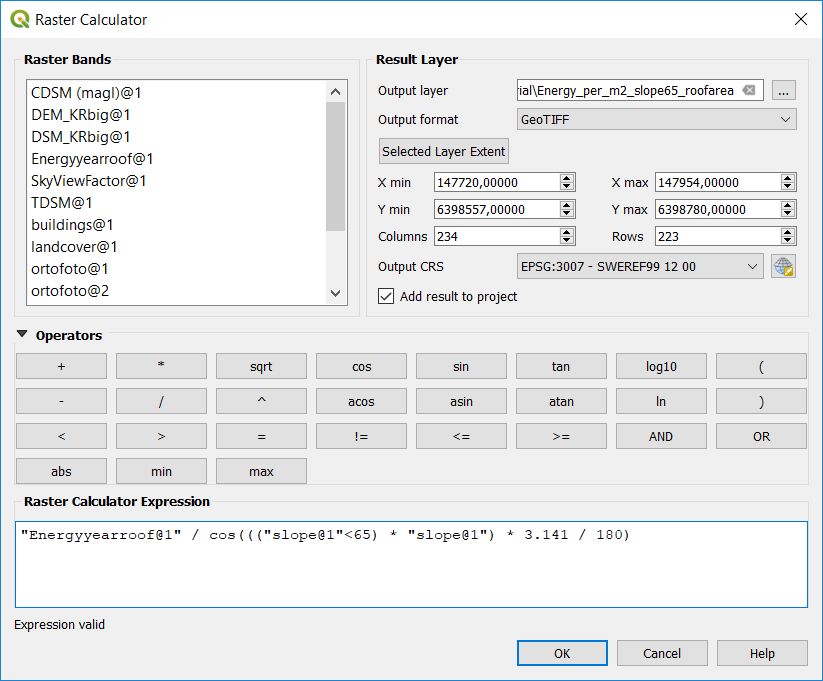 Raster Calculator
Raster Bands
CDSM (magl)@1
DEM_KRbig@1
DSM_KRbig@1
Energyyearroof@1
SkyViewFactor@1
TDSM@1
buildings@1
landcover@1
ortofoto@1
ortofoto@2
Result Layer
Output layer ial\Energy_per_m2_slope65_roofarea ...
Output format GeoTIFF
Selected Layer Extent
X min 147720,00000 X max 147954,00000
Y min 6398557,00000 Y max 6398780,00000
Columns 234 Rows 223
Output CRS EPSG:3007 - SWEREF99 12 00
Add result to project
Operators
+ * sqrt cos sin tan log10 (
- / ^ acos asin atan ln )
< > = != <= >= AND OR
abs min max
Raster Calculator Expression
"Energyyearroof@1" / cos((("slope@1"<65) * "slope@1") * 3.141 / 180)
Expression valid
OK Cancel Help